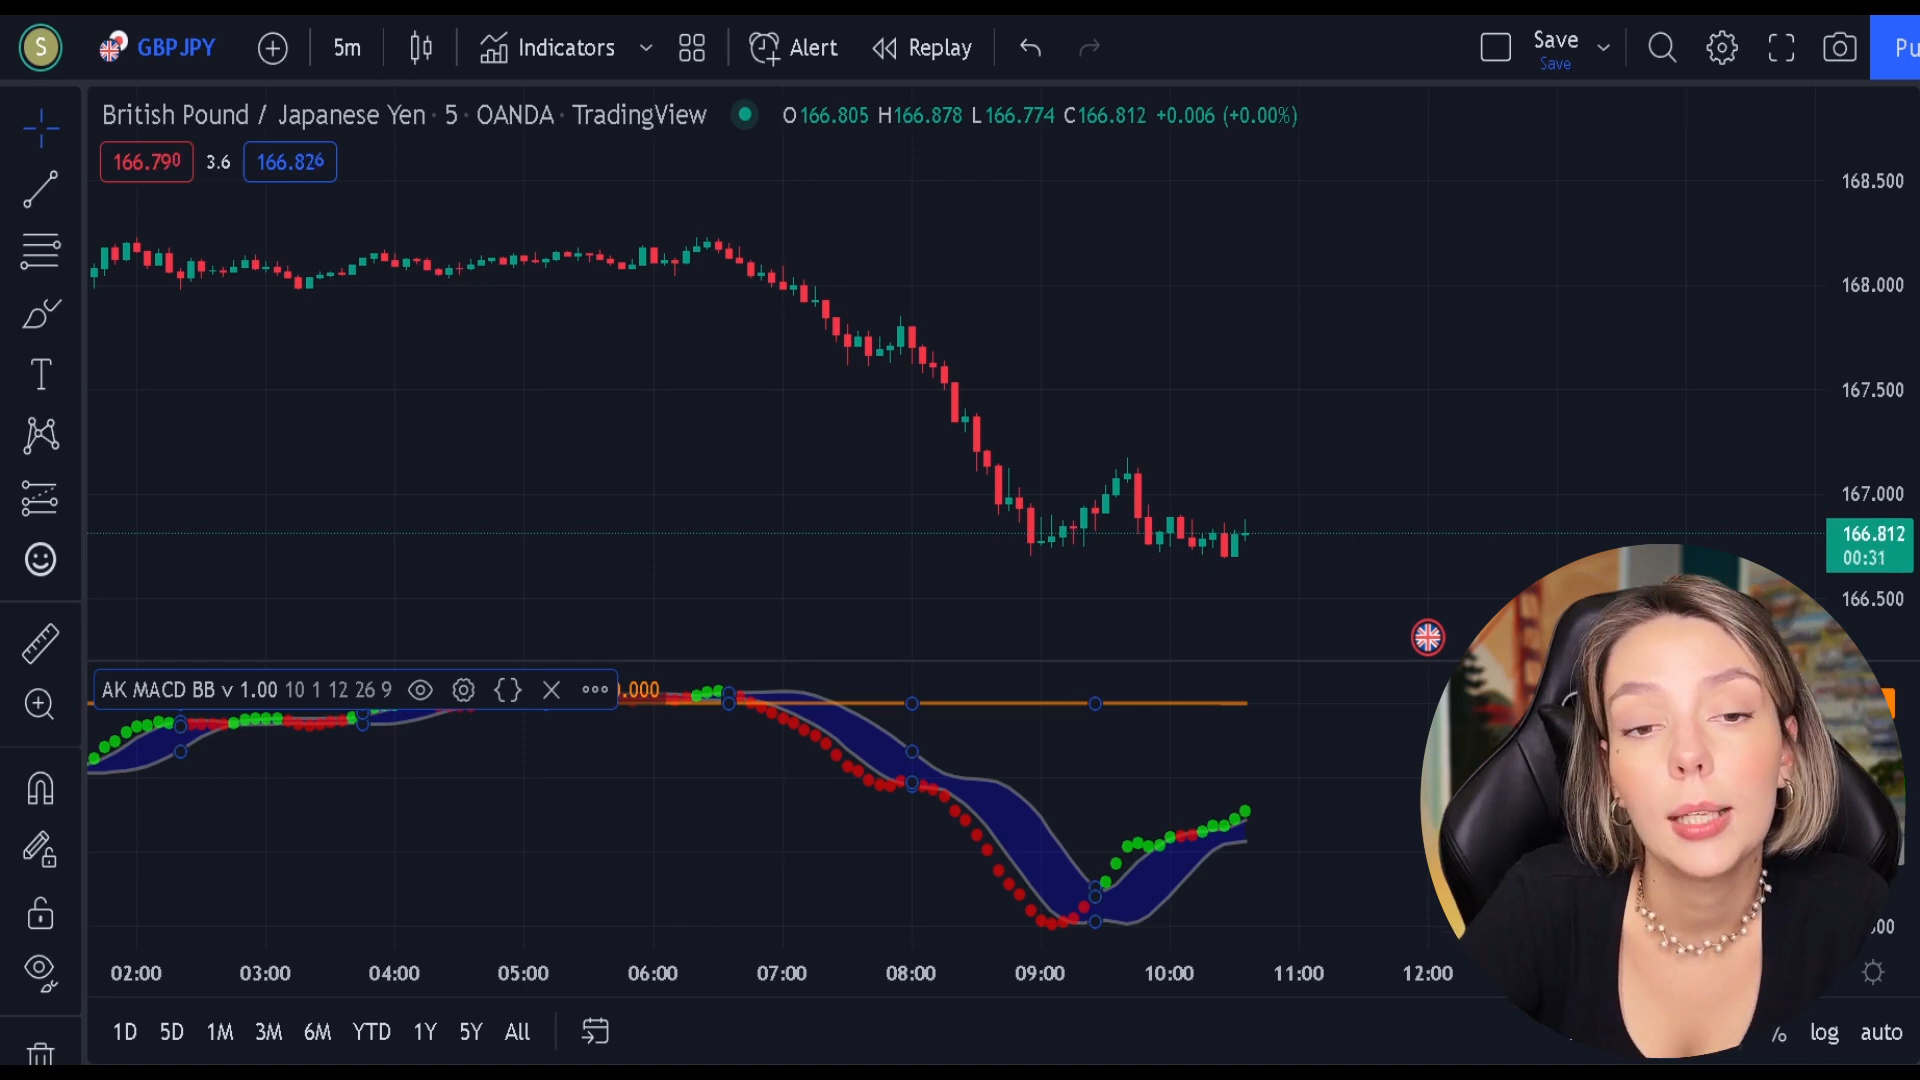 S GBPJPY 5m Indicators Alert Replay Save Pu
Save
British Pound / Japanese Yen · 5 · OANDA · TradingView O166.805 H166.878 L166.774 C166.812 +0.006 (+0.00%)
166.790 3.6 166.826
168.500
168.000
167.500
167.000
166.812
00:31
166.500
AK MACD BB v 1.00 10 1 12 26 9 0.000
02:00 03:00 04:00 05:00 06:00 07:00 08:00 09:00 10:00 11:00 12:00
1D 5D 1M 3M 6M YTD 1Y 5Y All log auto